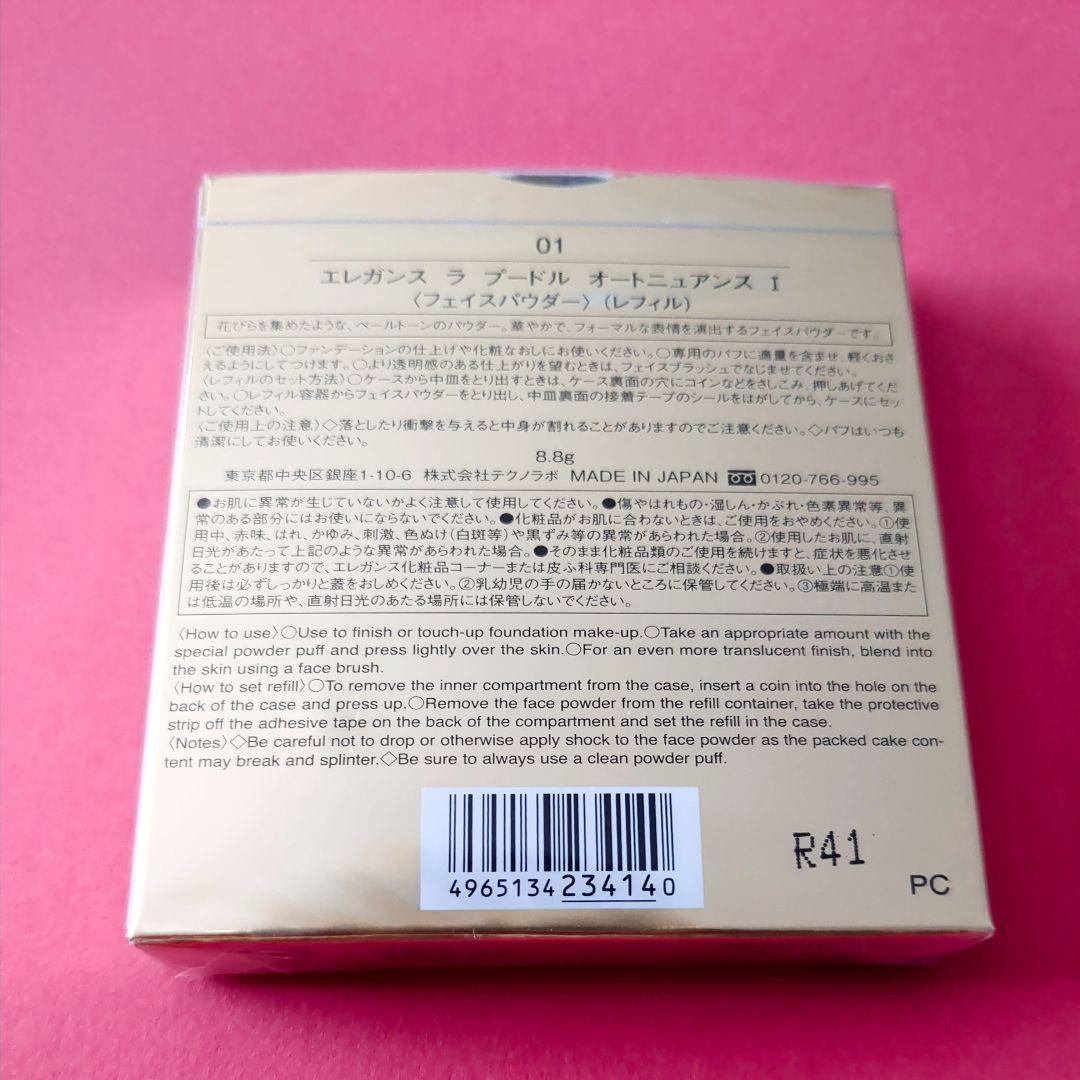 01
エレガンス ラ プードル オートニュアンス I
〈フェイスパウダー〉(レフィル)
花びらを集めたような、ペールトーンのパウダー。華やかで、フォーマルな表情を演出するフェイスパウダーです。
〈ご使用法〉○ファンデーションの仕上げや化粧なおしにお使いください。○専用のパフに適量を含ませ、軽くおさ
えるようにしてつけます。○より透明感のある仕上がりを望むときは、フェイスブラッシュでなじませてください。
〈レフィルのセット方法〉○ケースから中皿をとり出すときは、ケース裏面の穴にコインなどをさしこみ、押しあげてくだ
さい。○レフィル容器からフェイスパウダーをとり出し、中皿裏面の接着テープのシールをはがしてから、ケースにセッ
トしてください。
〈ご使用上の注意〉◇落としたり衝撃を与えると中身が割れることがありますのでご注意ください。◇パフはいつも
清潔にしてお使いください。
8.8g
東京都中央区銀座1-10-6 株式会社テクノラボ MADE IN JAPAN 0120-766-995
●お肌に異常が生じていないかよく注意して使用してください。●傷やはれもの・湿しん・かぶれ・色素異常等、異
常のある部分にはお使いにならないでください。●化粧品がお肌に合わないときは、ご使用をおやめください。①使
用中、赤味、はれ、かゆみ、刺激、色ぬけ(白斑等)や黒ずみ等の異常があらわれた場合。②使用したお肌に、直射
日光があたって上記のような異常があらわれた場合。●そのまま化粧品類のご使用を続けますと、症状を悪化させ
ることがありますので、エレガンス化粧品コーナーまたは皮ふ科専門医にご相談ください。●取扱い上の注意①使
用後は必ずしっかりと蓋をおしめください。②乳幼児の手の届かないところに保管してください。③極端に高温また
は低温の場所や、直射日光のあたる場所には保管しないでください。
〈How to use〉○Use to finish or touch-up foundation make-up.○Take an appropriate amount with the
special powder puff and press lightly over the skin.○For an even more translucent finish, blend into
the skin using a face brush.
〈How to set refill〉○To remove the inner compartment from the case, insert a coin into the hole on the
back of the case and press up.○Remove the face powder from the refill container, take the protective
strip off the adhesive tape on the back of the compartment and set the refill in the case.
〈Notes〉◇Be careful not to drop or otherwise apply shock to the face powder as the packed cake con-
tent may break and splinter.◇Be sure to always use a clean powder puff.
4965134234140
R41
PC